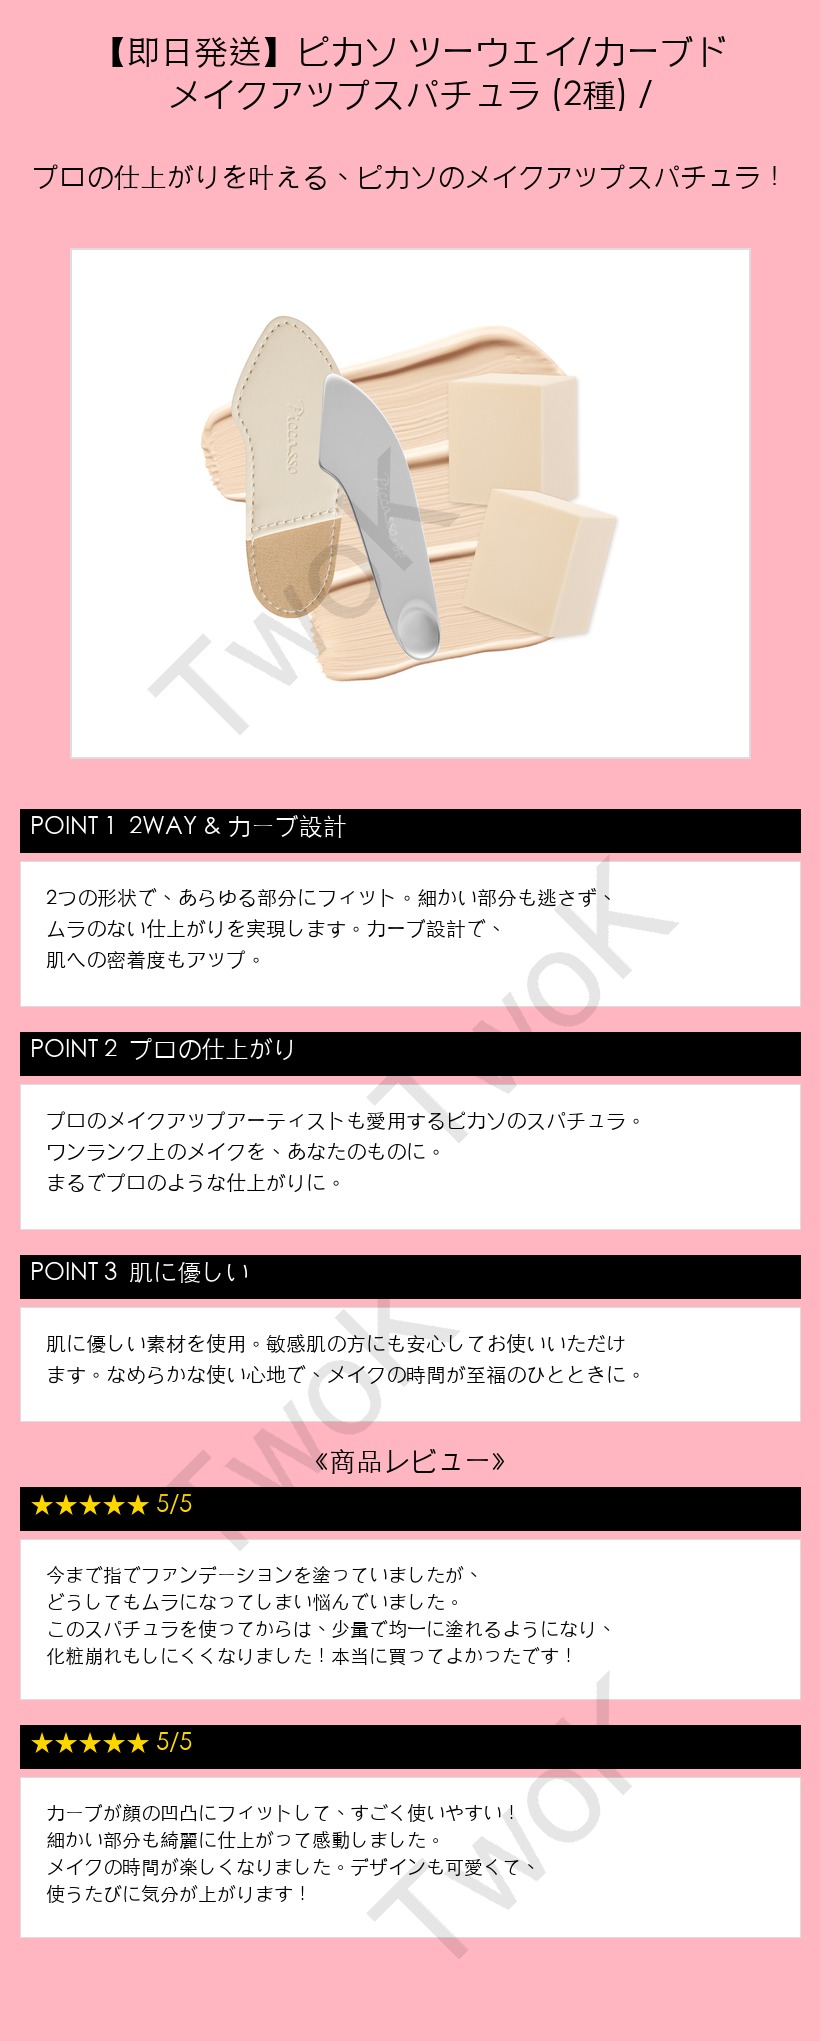 【即日発送】ピカソ ツーウェイ/カーブド
メイクアップスパチュラ (2種) /
プロの仕上がりを叶える、ピカソのメイクアップスパチュラ！
Piccasso
Piccasso
TwoK
POINT 1 2WAY & カーブ設計
2つの形状で、あらゆる部分にフィット。細かい部分も逃さず、
ムラのない仕上がりを実現します。カーブ設計で、
肌への密着度もアップ。
TwoK
POINT 2 プロの仕上がり
プロのメイクアップアーティストも愛用するピカソのスパチュラ。
ワンランク上のメイクを、あなたのものに。
まるでプロのような仕上がりに。
POINT 3 肌に優しい
肌に優しい素材を使用。敏感肌の方にも安心してお使いいただけ
ます。なめらかな使い心地で、メイクの時間が至福のひとときに。
TwoK
《商品レビュー》
★★★★★ 5/5
今まで指でファンデーションを塗っていましたが、
どうしてもムラになってしまい悩んでいました。
このスパチュラを使ってからは、少量で均一に塗れるようになり、
化粧崩れもしにくくなりました！本当に買ってよかったです！
★★★★★ 5/5
カーブが顔の凹凸にフィットして、すごく使いやすい！
細かい部分も綺麗に仕上がって感動しました。
メイクの時間が楽しくなりました。デザインも可愛くて、
使うたびに気分が上がります！
TwoK